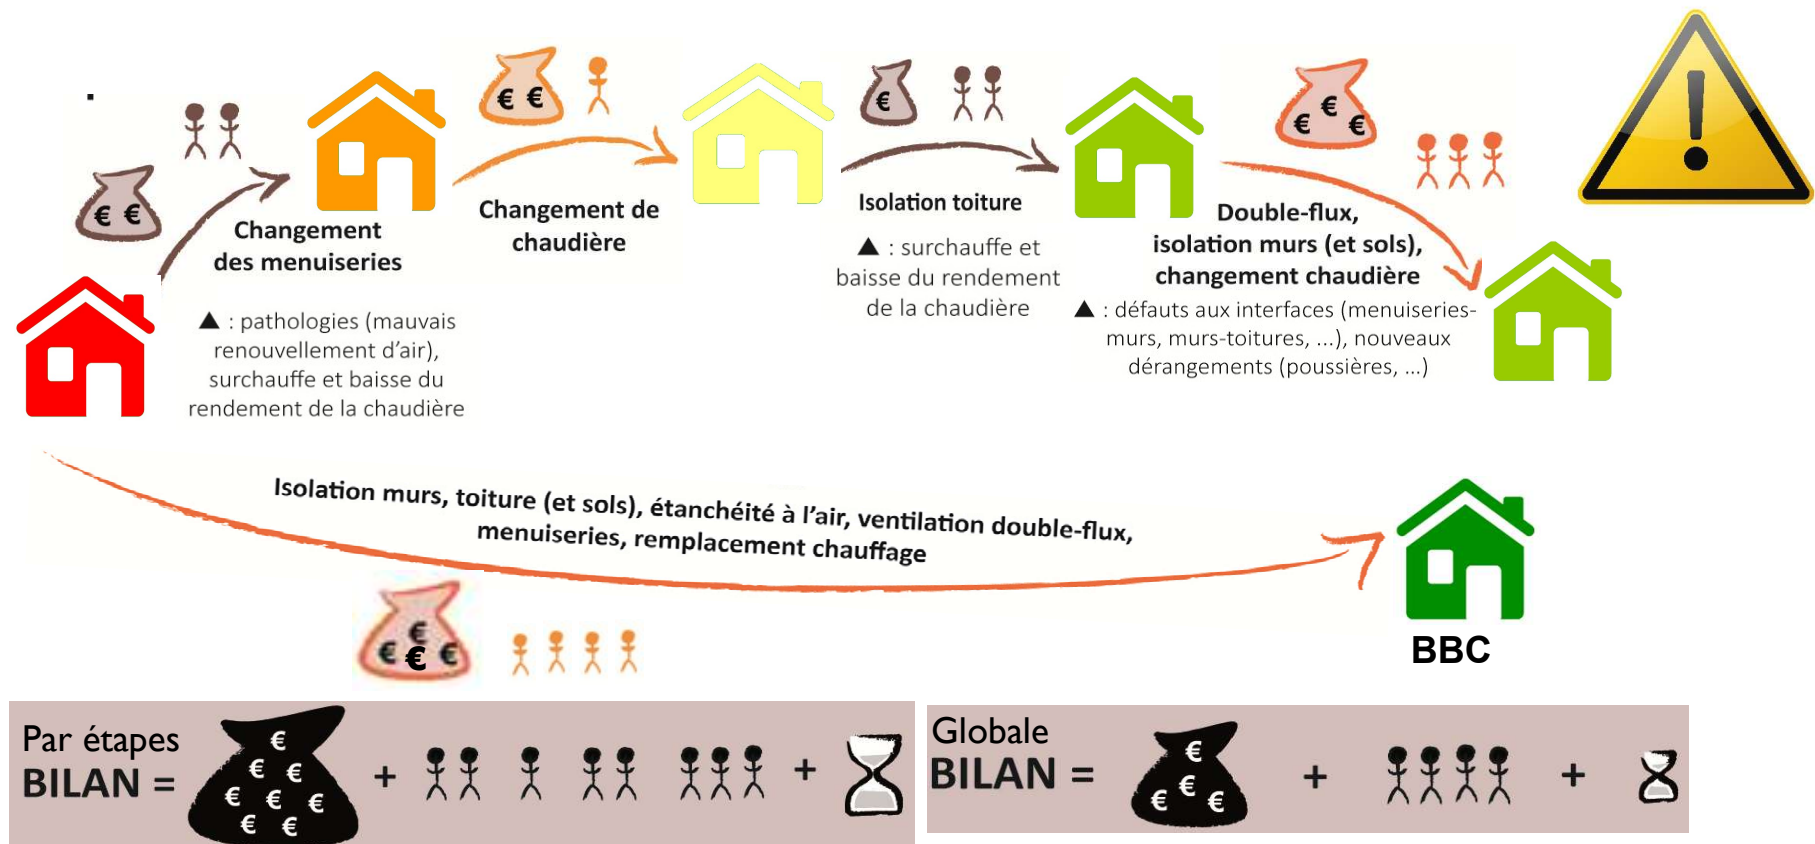 € €
Changement
des menuiseries
▲ : pathologies (mauvais
renouvellement d’air),
surchauffe et baisse du
rendement de la chaudière
€ €
Changement de
chaudière
€
Isolation toiture
▲ : surchauffe et
baisse du rendement
de la chaudière
€
€ €
Double-flux,
isolation murs (et sols),
changement chaudière
▲ : défauts aux interfaces (menuiseries-
murs, murs-toitures, ...), nouveaux
dérangements (poussières, ...)
!
Isolation murs, toiture (et sols), étanchéité à l’air, ventilation double-flux,
menuiseries, remplacement chauffage
€
€ € €
BBC
Par étapes
BILAN =
€
€ €
€ € €
€ €
+
+
Globale
BILAN =
€
€ € €
+
+